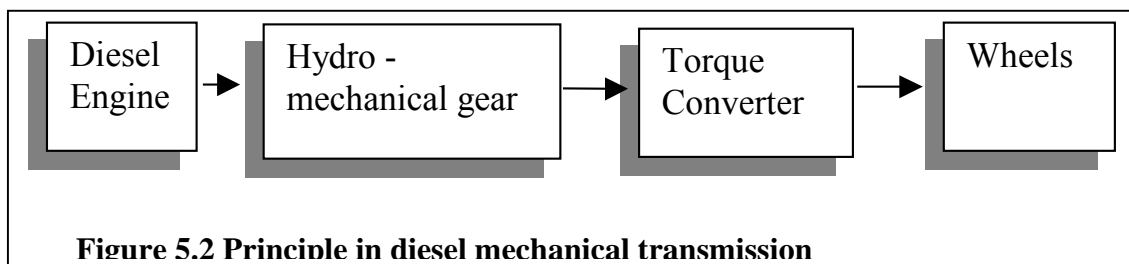 Diesel
Engine
Hydro -
mechanical gear
Torque
Converter
Wheels
Figure 5.2 Principle in diesel mechanical transmission